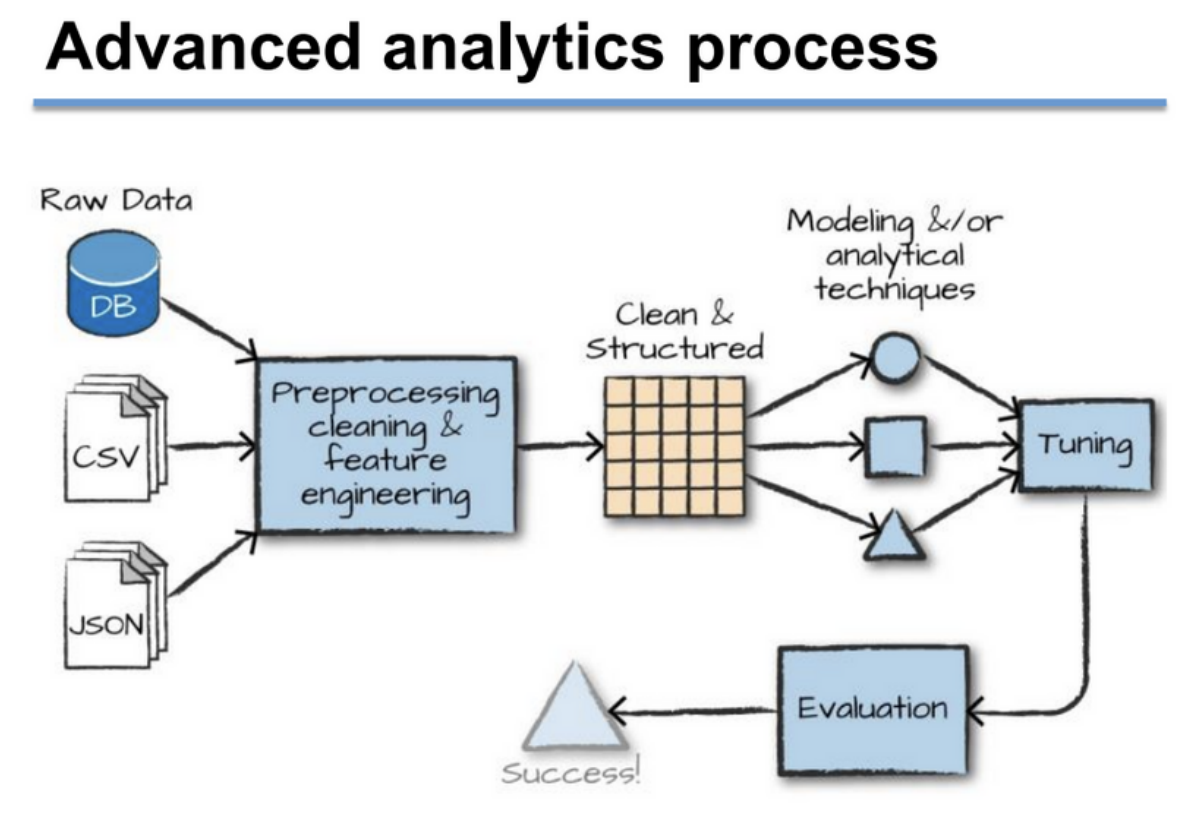 Advanced analytics process
Raw Data
DB
CSV
JSON
Preprocessing
cleaning &
feature
engineering
Clean &
Structured
Modeling &/or
analytical
techniques
Tuning
Evaluation
Success!